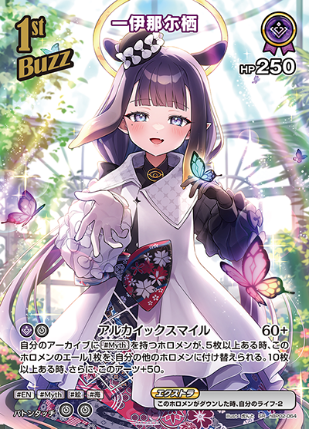 1st
Buzz
一伊那尓栖
HP250
アルカイックスマイル 60+
自分のアーカイブに#Mythを持つホロメンが、5枚以上ある時、この
ホロメンのエール1枚を、自分の他のホロメンに付け替えられる。10枚
以上ある時、さらに、このアーツ+50。
#EN #Myth #絵 #海
バトンタッチ
エクストラ
このホロメンがダウンした時、自分のライフ-2